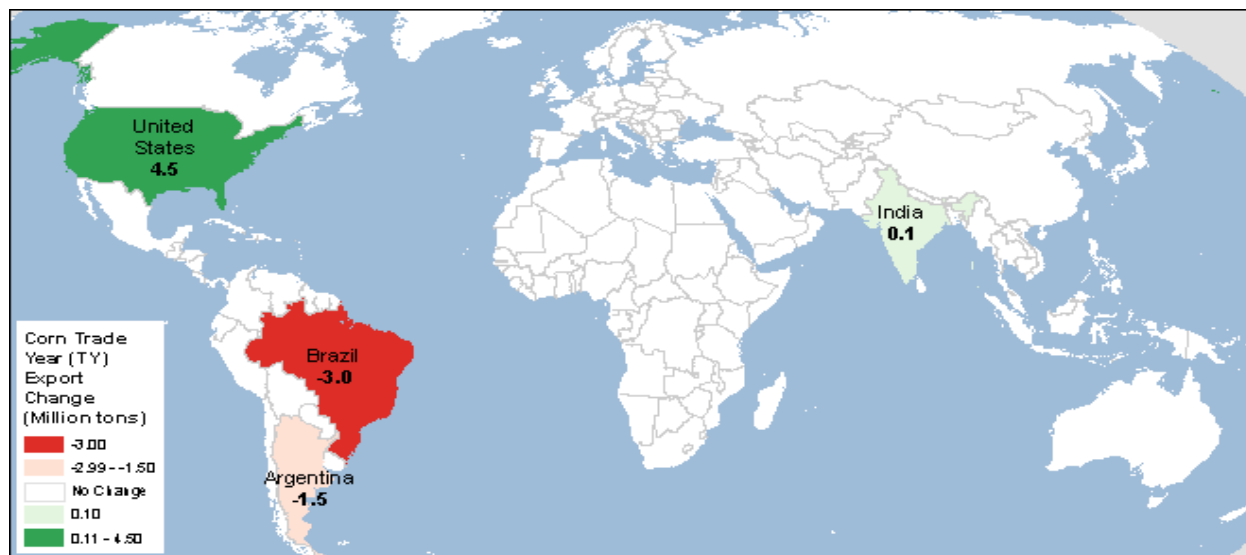 United
States
4.5
India
0.1
Brazil
-3.0
Argentina
-1.5
Corn Trade
Year (TY)
Export
Change
(Million tons)
-3.00
-2.99 - -1.50
No Change
0.10
0.11 - 4.50